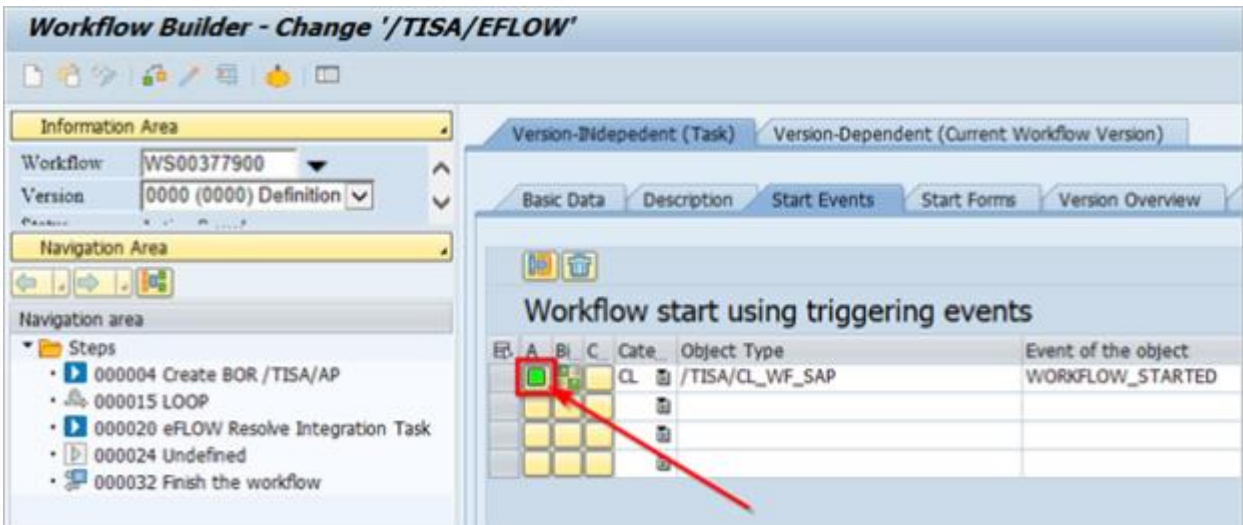 Workflow Builder - Change '/TISA/EFLOW'
Information Area
Workflow WS00377900
Version 0000 (0000) Definition
Navigation Area
Navigation area
Steps
000004 Create BOR /TISA/AP
000015 LOOP
000020 eFLOW Resolve Integration Task
000024 Undefined
000032 Finish the workflow
Version-INdepedent (Task) Version-Dependent (Current Workflow Version)
Basic Data Description Start Events Start Forms Version Overview
Workflow start using triggering events
A Bi C Cate Object Type Event of the object
CL /TISA/CL_WF_SAP WORKFLOW_STARTED